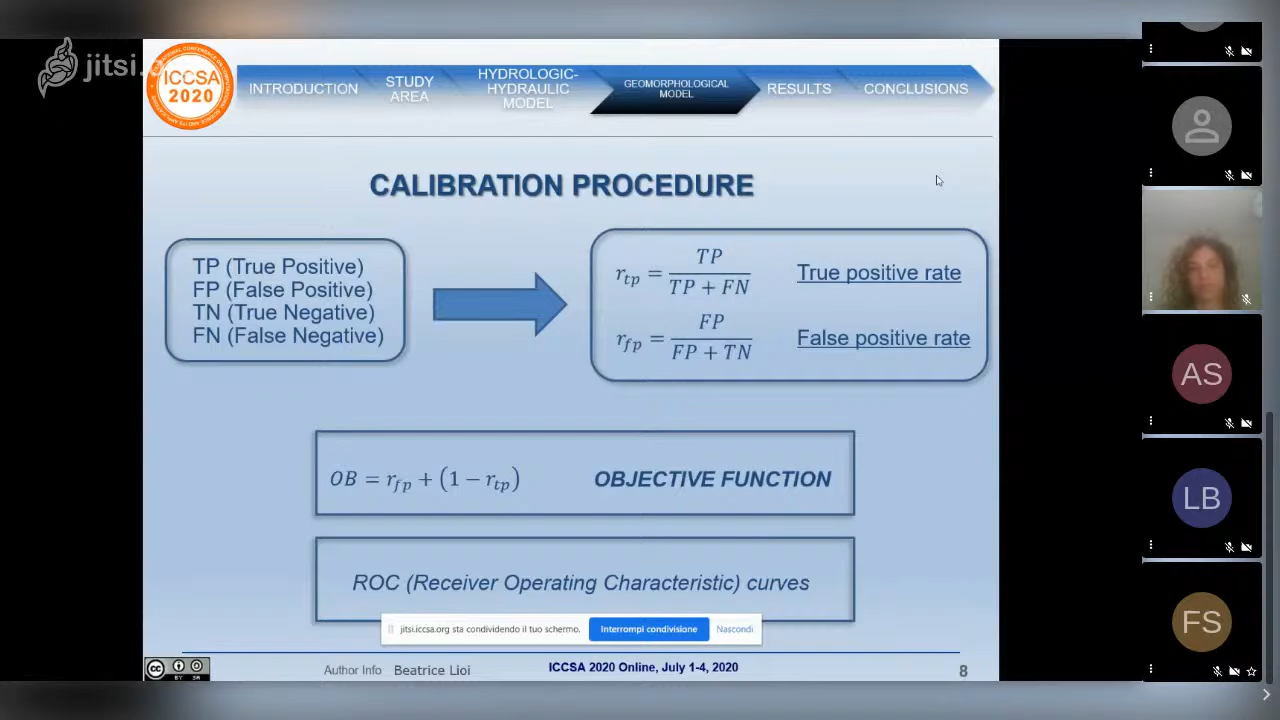 jitsi.
ICCSA
2020
INTRODUCTION
STUDY
AREA
HYDROLOGIC-
HYDRAULIC
MODEL
GEOMORPHOLOGICAL
MODEL
RESULTS
CONCLUSIONS
CALIBRATION PROCEDURE
TP (True Positive)
FP (False Positive)
TN (True Negative)
FN (False Negative)
r_tp = TP / (TP + FN) True positive rate
r_fp = FP / (FP + TN) False positive rate
OB = r_fp + (1 − r_tp) OBJECTIVE FUNCTION
ROC (Receiver Operating Characteristic) curves
jitsi.iccsa.org sta condividendo il tuo schermo. Interrompi condivisione Nascondi
cc BY SA
Author Info Beatrice Lioi ICCSA 2020 Online, July 1-4, 2020 8
AS
LB
FS